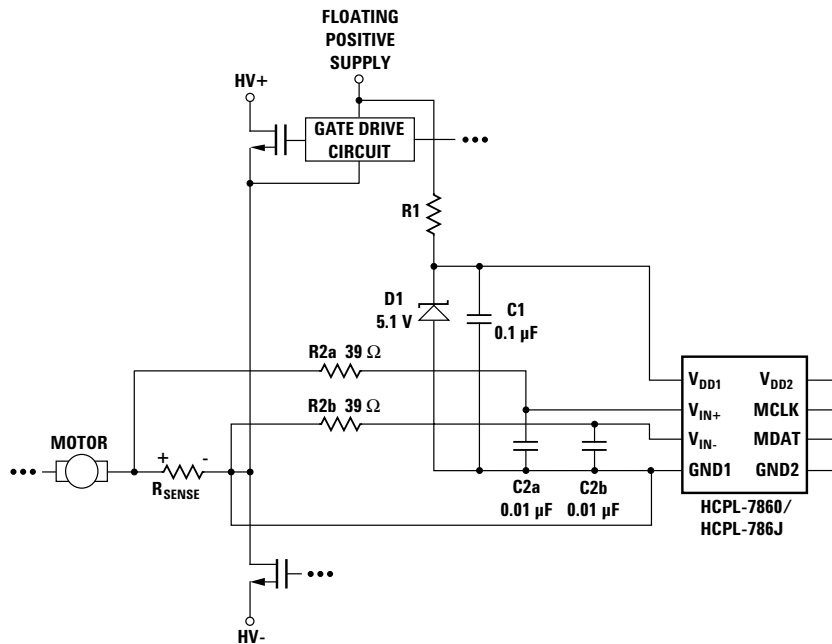 FLOATING
POSITIVE
SUPPLY
HV+
GATE DRIVE
CIRCUIT
•••
R1
D1
5.1 V
C1
0.1 µF
R2a 39 Ω
R2b 39 Ω
MOTOR
•••
+ -
RSENSE
C2a
0.01 µF
C2b
0.01 µF
VDD1 VDD2
VIN+ MCLK
VIN- MDAT
GND1 GND2
HCPL-7860/
HCPL-786J
•••
HV-